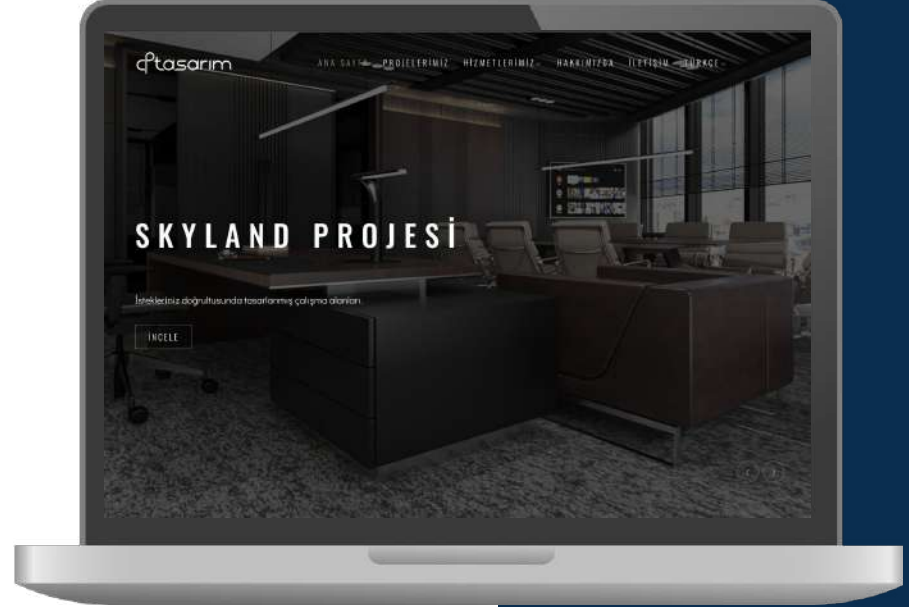 tasarım
ANA SAYFA PROJELERİMİZ HİZMETLERİMİZ HAKKIMIZDA İLETİŞİM TÜRKÇE
SKYLAND PROJESİ
İstekleriniz doğrultusunda tasarlanmış çalışma alanları
İNCELE